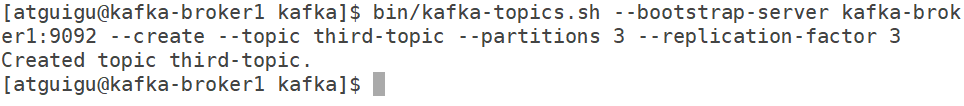 [atguigu@kafka-broker1 kafka]$ bin/kafka-topics.sh --bootstrap-server kafka-brok
er1:9092 --create --topic third-topic --partitions 3 --replication-factor 3
Created topic third-topic.
[atguigu@kafka-broker1 kafka]$